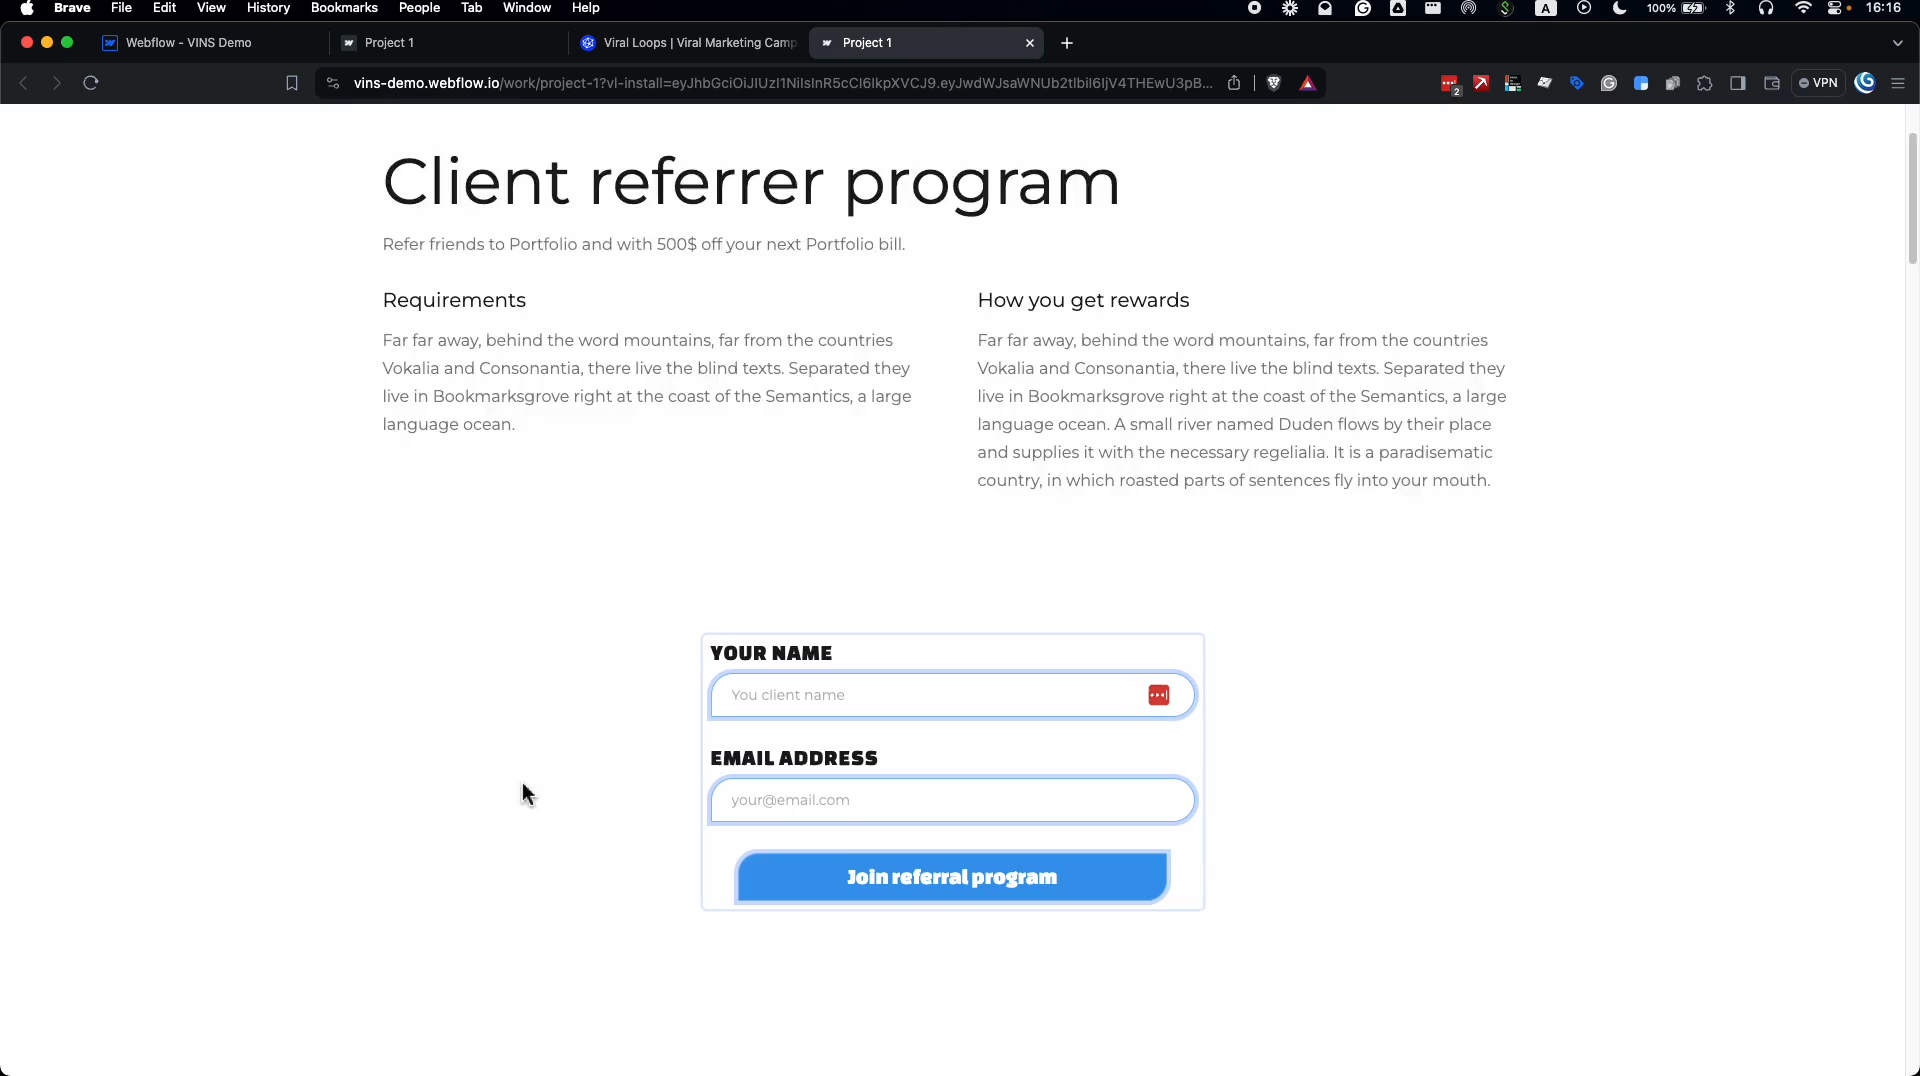 Brave File Edit View History Bookmarks People Tab Window Help 100% 16:16
Webflow - VINS Demo Project 1 Viral Loops | Viral Marketing Camp Project 1
vins-demo.webflow.io/work/project-1?vl-install=eyJhbGciOiJIUzI1NiIsInR5cCI6IkpXVCJ9.eyJwdWJsaWNUb2tlbiI6IjV4THEwU3pB... 2 VPN
Client referrer program
Refer friends to Portfolio and with 500$ off your next Portfolio bill.
Requirements
Far far away, behind the word mountains, far from the countries
Vokalia and Consonantia, there live the blind texts. Separated they
live in Bookmarksgrove right at the coast of the Semantics, a large
language ocean.
How you get rewards
Far far away, behind the word mountains, far from the countries
Vokalia and Consonantia, there live the blind texts. Separated they
live in Bookmarksgrove right at the coast of the Semantics, a large
language ocean. A small river named Duden flows by their place
and supplies it with the necessary regelialia. It is a paradisematic
country, in which roasted parts of sentences fly into your mouth.
YOUR NAME
You client name
EMAIL ADDRESS
your@email.com
Join referral program